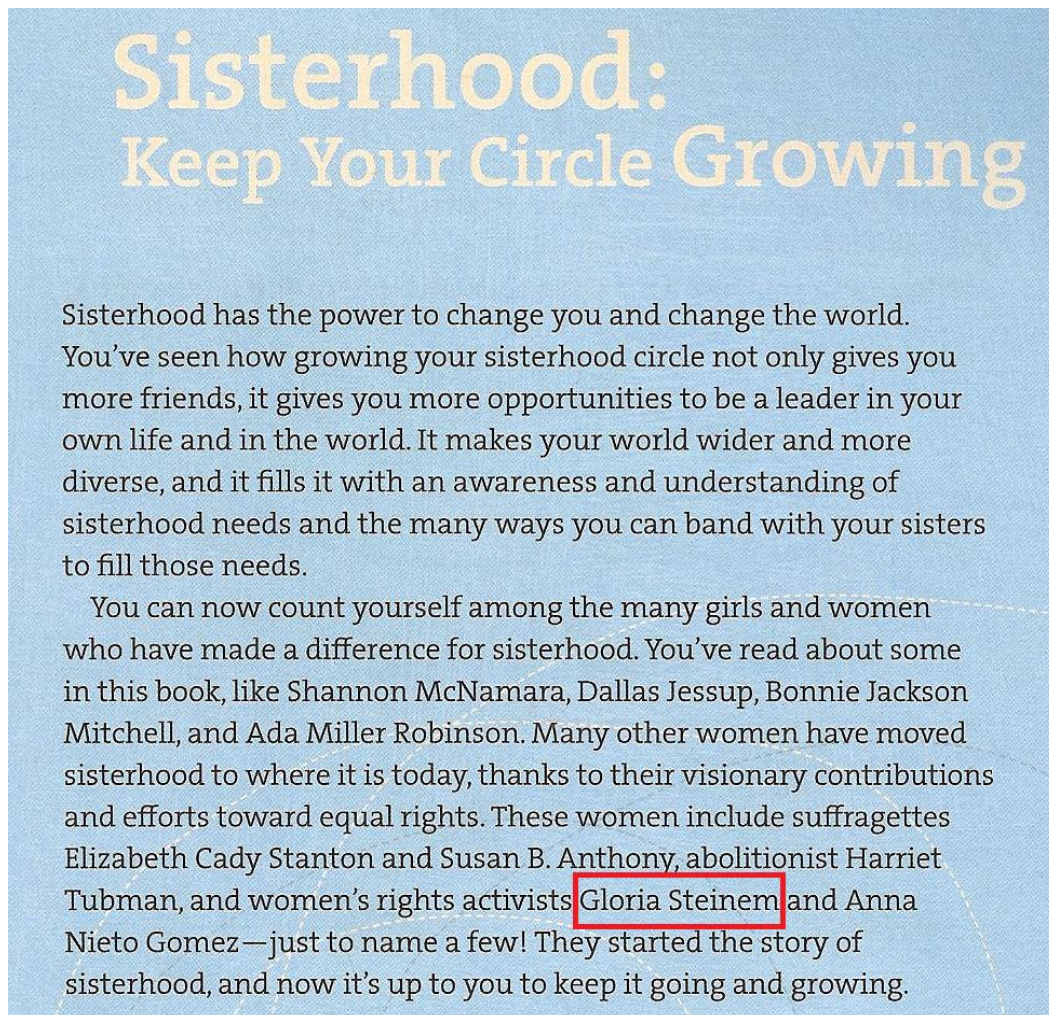 Sisterhood:
Keep Your Circle Growing
Sisterhood has the power to change you and change the world.
You've seen how growing your sisterhood circle not only gives you
more friends, it gives you more opportunities to be a leader in your
own life and in the world. It makes your world wider and more
diverse, and it fills it with an awareness and understanding of
sisterhood needs and the many ways you can band with your sisters
to fill those needs.
You can now count yourself among the many girls and women
who have made a difference for sisterhood. You've read about some
in this book, like Shannon McNamara, Dallas Jessup, Bonnie Jackson
Mitchell, and Ada Miller Robinson. Many other women have moved
sisterhood to where it is today, thanks to their visionary contributions
and efforts toward equal rights. These women include suffragettes
Elizabeth Cady Stanton and Susan B. Anthony, abolitionist Harriet
Tubman, and women's rights activists Gloria Steinem and Anna
Nieto Gomez—just to name a few! They started the story of
sisterhood, and now it's up to you to keep it going and growing.